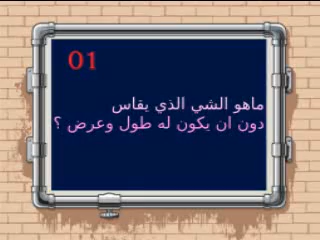 01
ماهو الشي الذي يقاس
دون ان يكون له طول وعرض ؟